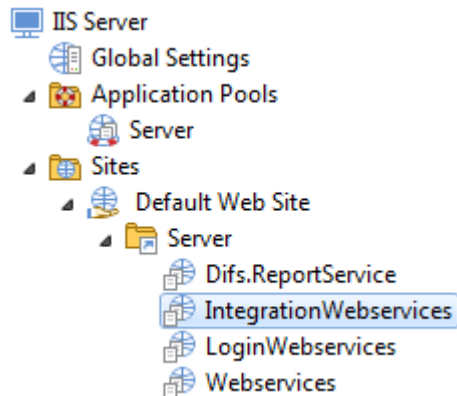 IIS Server
Global Settings
Application Pools
Server
Sites
Default Web Site
Server
Difs.ReportService
IntegrationWebservices
LoginWebservices
Webservices